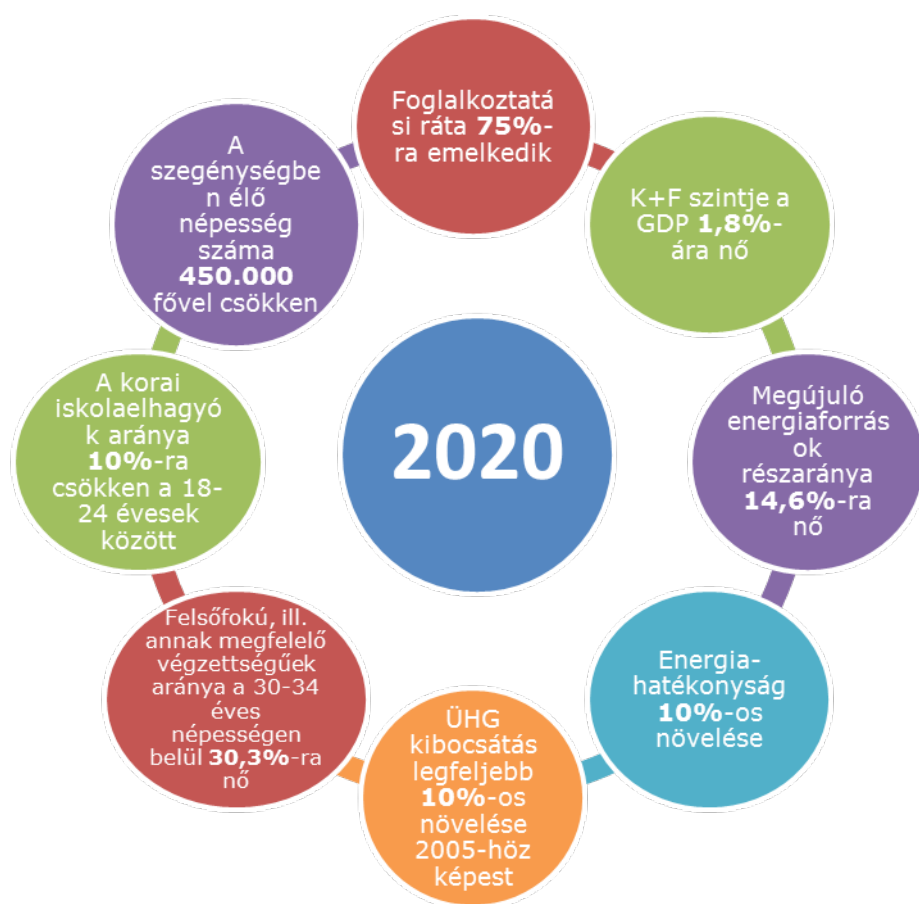 Foglalkoztatá
si ráta 75%-
ra emelkedik
K+F szintje a
GDP 1,8%-
ára nő
Megújuló
energiaforrás
ok
részaránya
14,6%-ra
nő
Energia-
hatékonyság
10%-os
növelése
ÜHG
kibocsátás
legfeljebb
10%-os
növelése
2005-höz
képest
Felsőfokú, ill.
annak megfelelő
végzettségűek
aránya a 30-34
éves
népességen
belül 30,3%-ra
nő
A korai
iskolaelhagyó
k aránya
10%-ra
csökken a 18-
24 évesek
között
A
szegénységbe
n élő
népesség
száma
450.000
fővel csökken
2020